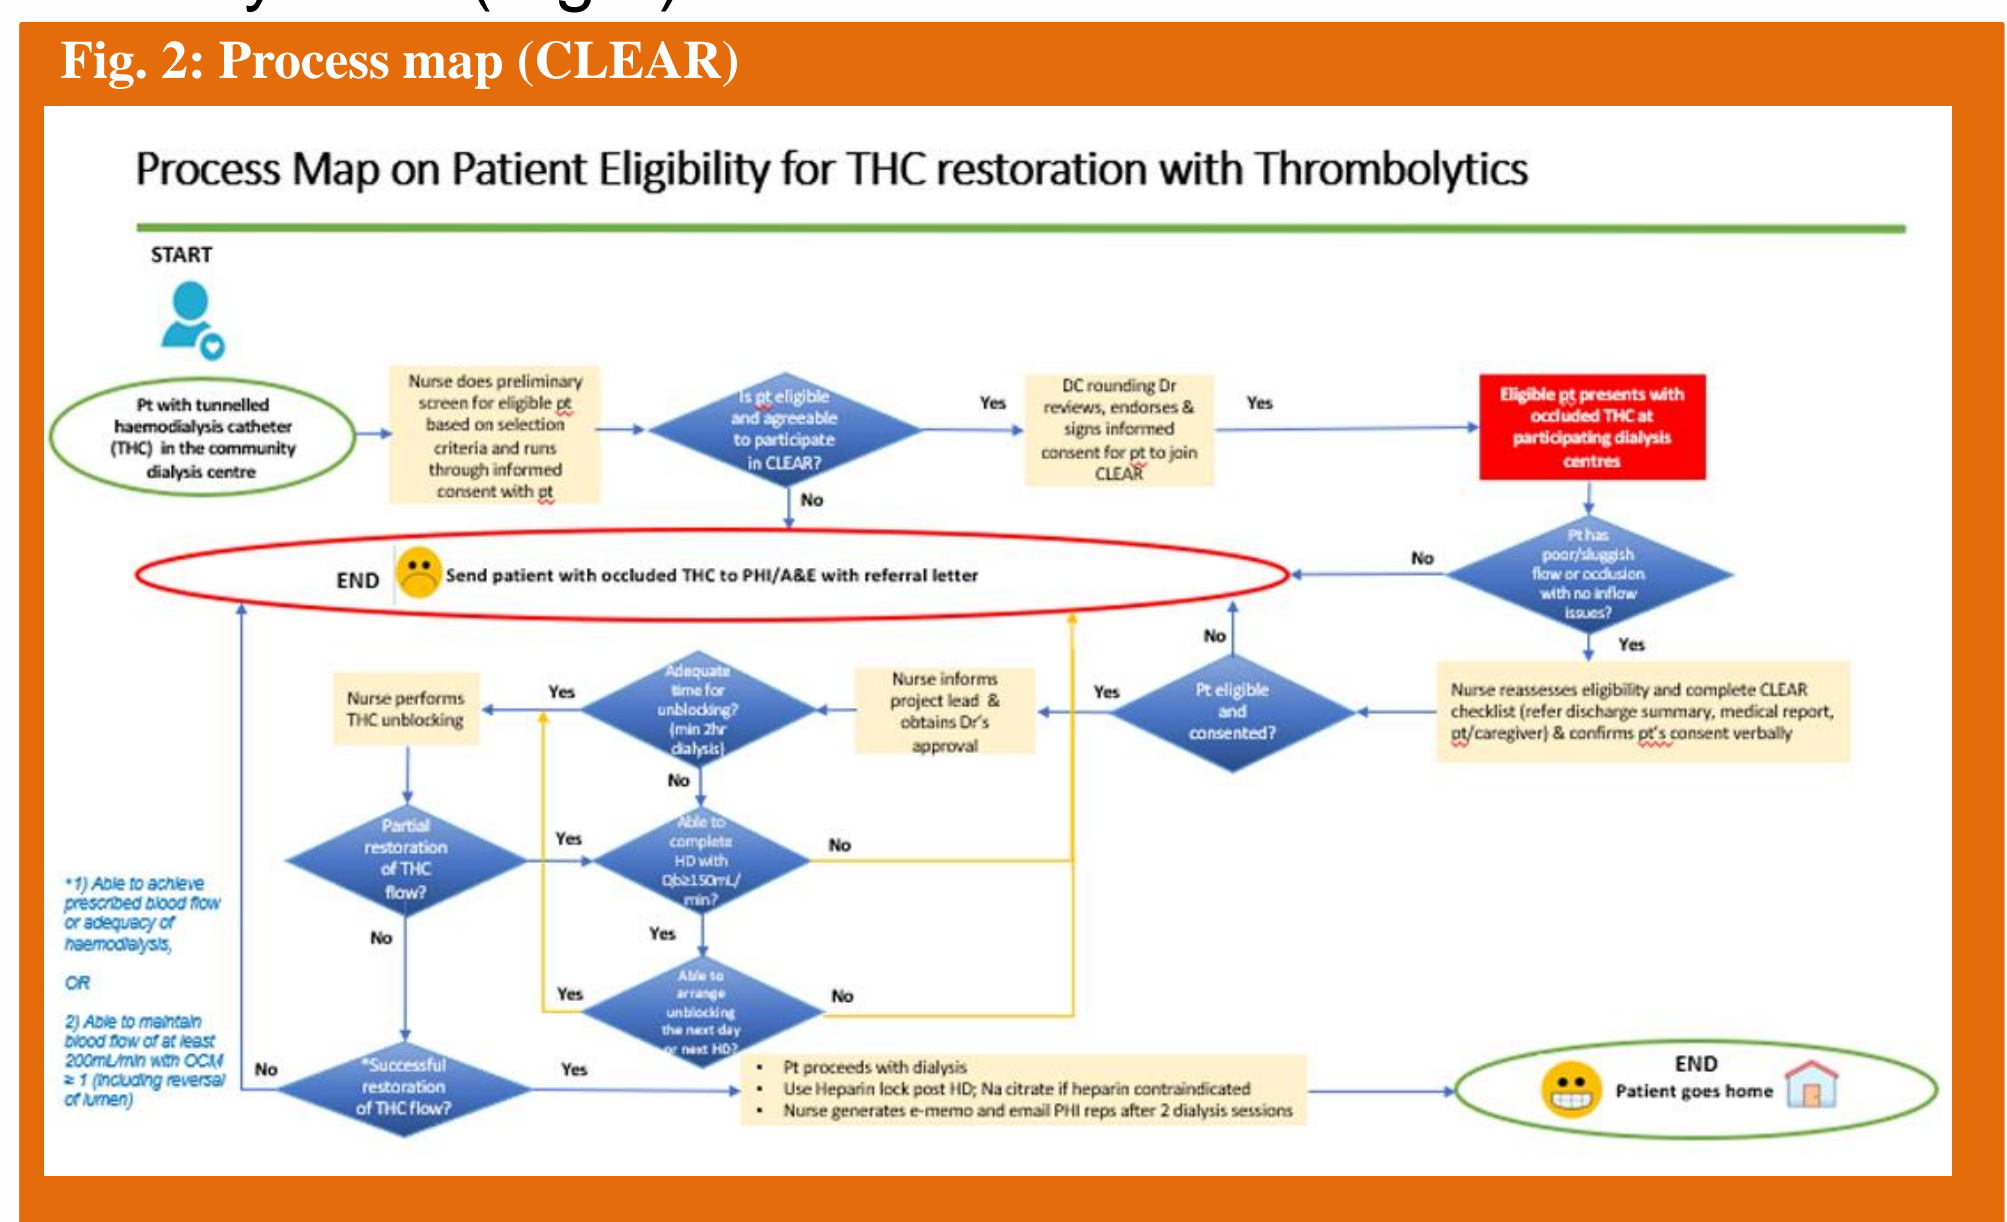 Fig. 2: Process map (CLEAR)
Process Map on Patient Eligibility for THC restoration with Thrombolytics
START
Pt with tunnelled
haemodialysis catheter
(THC) in the community
dialysis centre
Nurse does preliminary
screen for eligible pt
based on selection
criteria and runs
through informed
consent with pt
Is pt eligible
and agreeable
to participate
in CLEAR?
Yes
No
DC rounding Dr
reviews, endorses &
signs informed
consent for pt to join
CLEAR
Yes
Eligible pt presents with
occluded THC at
participating dialysis
centres
Pt has
poor/sluggish
flow or occlusion
with no inflow
issues?
No
Yes
END
Send patient with occluded THC to PHI/A&E with referral letter
Nurse reassesses eligibility and complete CLEAR
checklist (refer discharge summary, medical report,
pt/caregiver) & confirms pt's consent verbally
Pt eligible
and
consented?
No
Yes
Nurse informs
project lead &
obtains Dr's
approval
Adequate
time for
unblocking?
(min 2hr
dialysis)
Yes
No
Nurse performs
THC unblocking
Partial
restoration
of THC
flow?
Yes
No
Able to
complete
HD with
Qb≥150mL/
min?
No
Yes
Able to
arrange
unblocking
the next day
or next HD?
Yes
No
*1) Able to achieve
prescribed blood flow
or adequacy of
haemodialysis,
OR
2) Able to maintain
blood flow of at least
200mL/min with OCM
≥ 1 (including reversal
of lumen)
*Successful
restoration
of THC flow?
No
Yes
• Pt proceeds with dialysis
• Use Heparin lock post HD; Na citrate if heparin contraindicated
• Nurse generates e-memo and email PHI reps after 2 dialysis sessions
END
Patient goes home